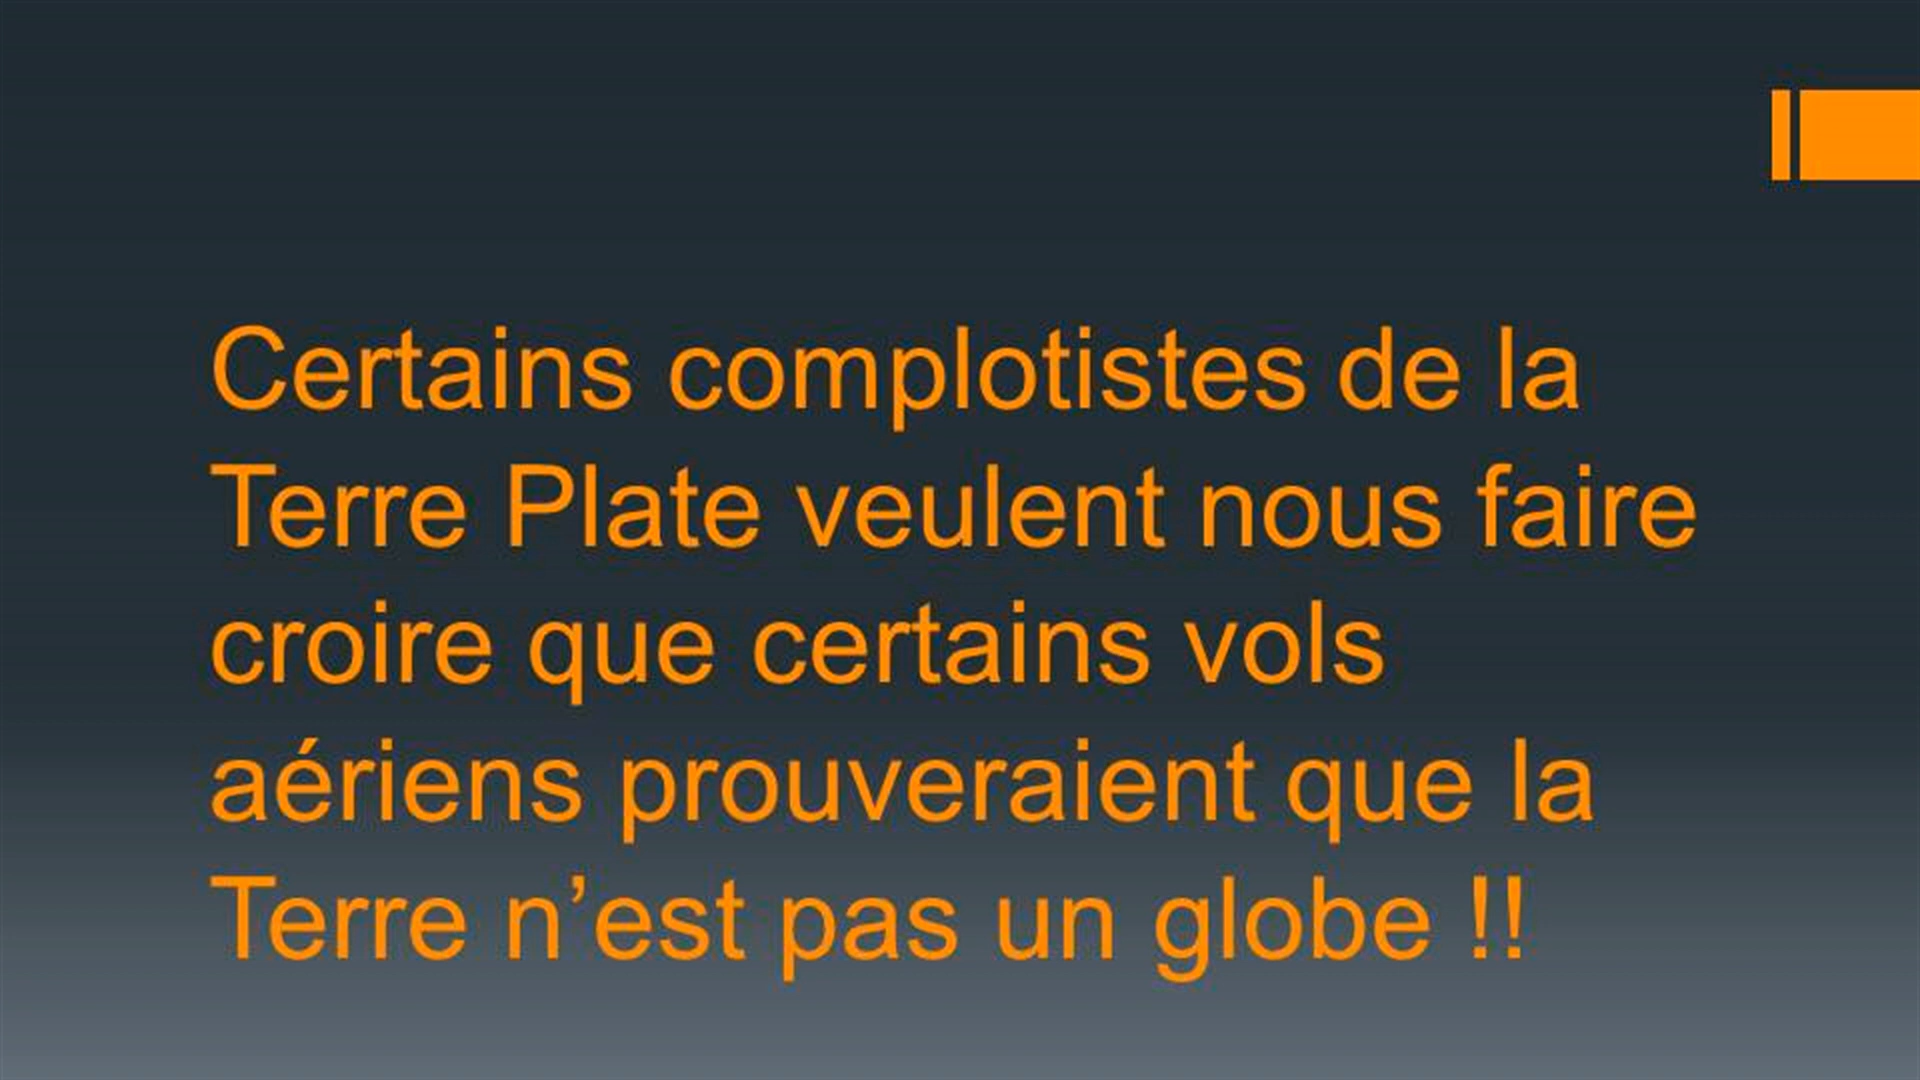 Certains complotistes de la
Terre Plate veulent nous faire
croire que certains vols
aériens prouveraient que la
Terre n’est pas un globe !!